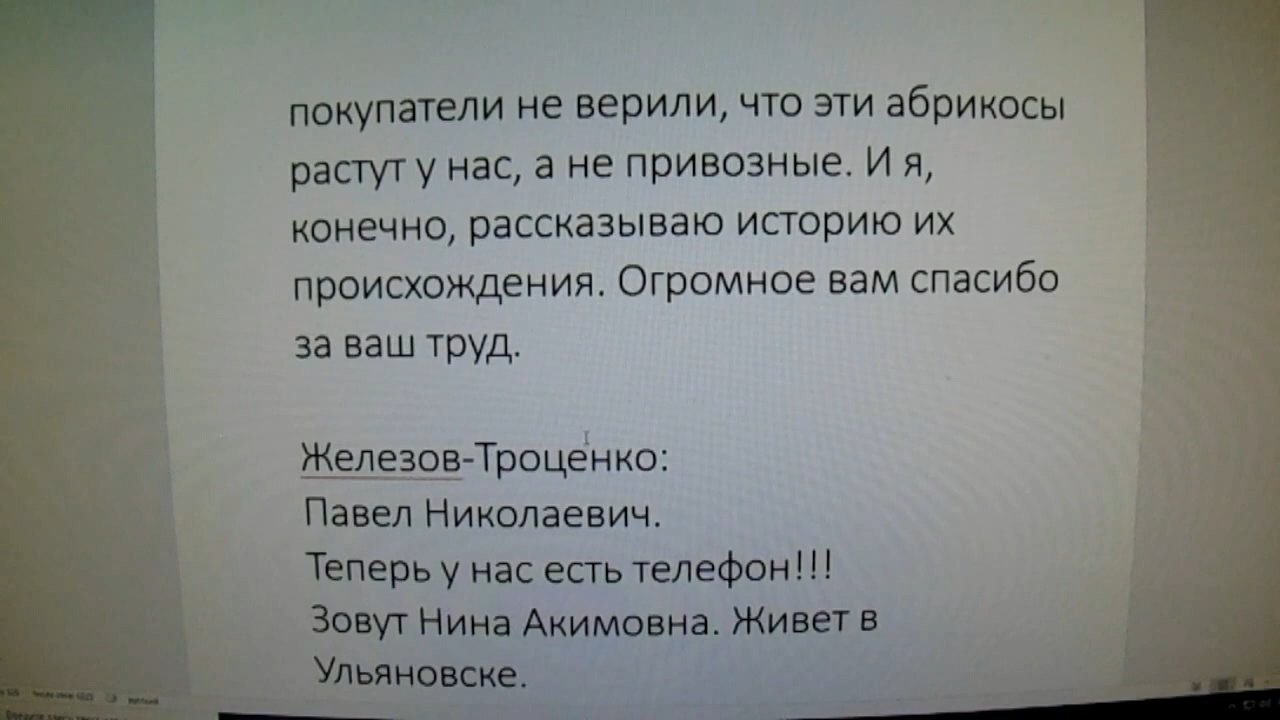 покупатели не верили, что эти абрикосы
растут у нас, а не привозные. И я,
конечно, рассказываю историю их
происхождения. Огромное вам спасибо
за ваш труд.
Железов-Троценко:
Павел Николаевич.
Теперь у нас есть телефон!!!
Зовут Нина Акимовна. Живет в
Ульяновске.